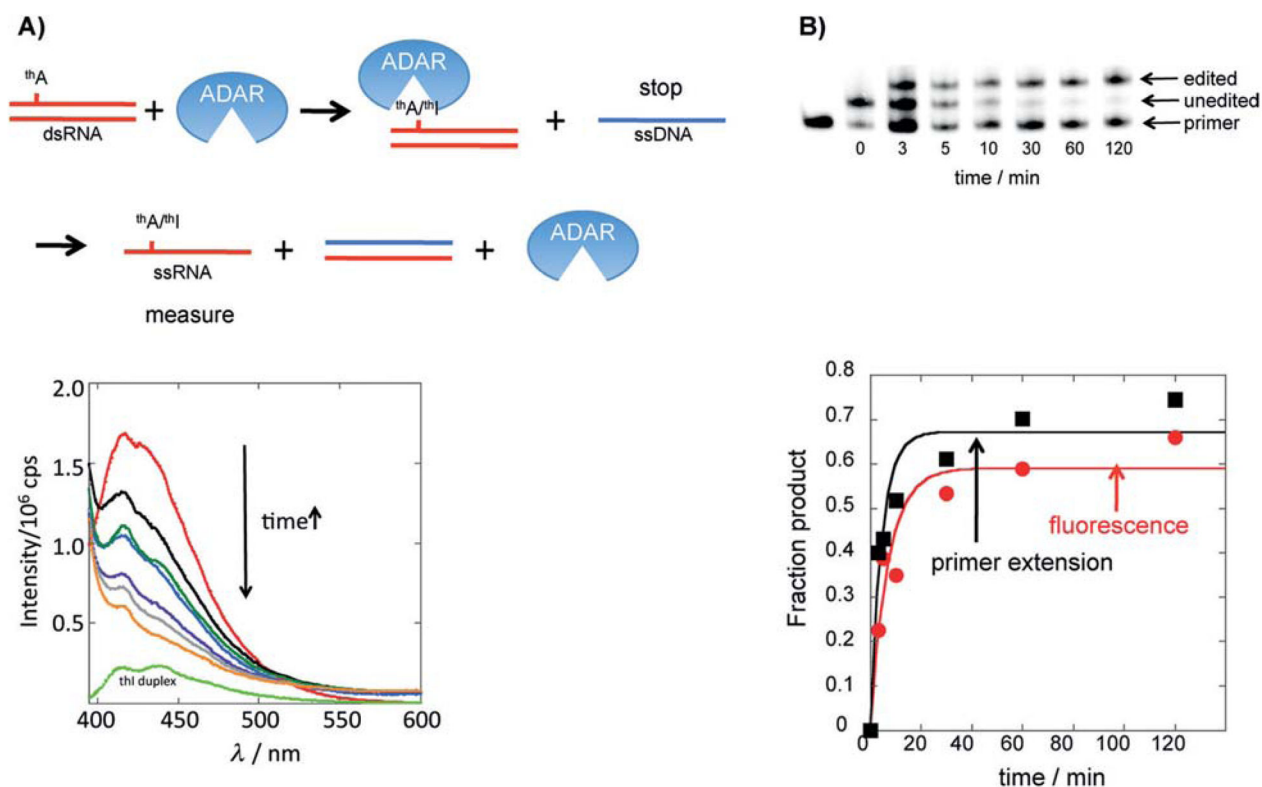 A)
thA
ADAR
dsRNA
+
ADAR
thA/thI
+
stop
ssDNA
thA/thI
ssRNA
+
+
ADAR
measure
2.0
1.5
1.0
0.5
Intensity/10⁶ cps
time↑
thI duplex
400 450 500 550 600
λ / nm
B)
edited
unedited
primer
0 3 5 10 30 60 120
time / min
0.8
0.7
0.6
0.5
0.4
0.3
0.2
0.1
0
Fraction product
fluorescence
primer extension
0 20 40 60 80 100 120
time / min